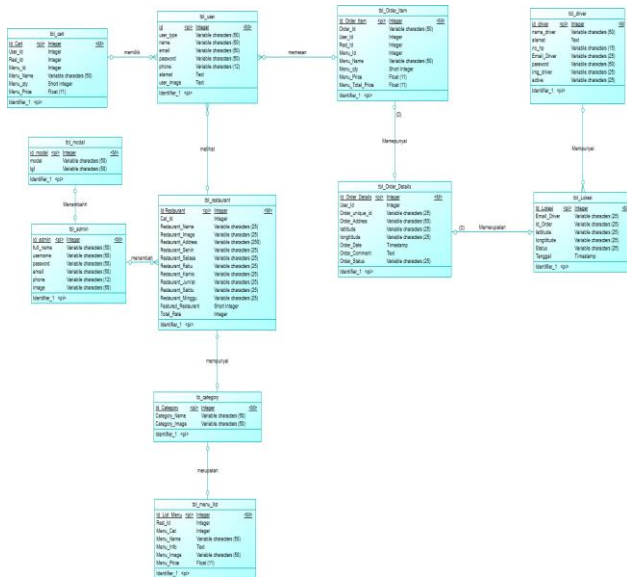 tbl_cart
Id_Cart <pi> Integer <M>
User_Id Integer
Rest_Id Integer
Menu_Id Integer
Menu_Name Variable characters (50)
Menu_qty Short integer
Menu_Price Float (11)
Identifier_1 <pi>
memiliki
tbl_user
id <pi> Integer <M>
user_type Variable characters (50)
name Variable characters (50)
email Variable characters (50)
password Variable characters (50)
phone Variable characters (12)
alamat Text
user_image Text
Identifier_1 <pi>
memesan
tbl_Order_Item
Id_Order_Item <pi> Integer <M>
Order_Id Variable characters (50)
User_Id Integer
Rest_Id Integer
Menu_Id Integer
Menu_Name Variable characters (50)
Menu_qty Short integer
Menu_Price Float (11)
Menu_Total_Price Float (11)
Identifier_1 <pi>
tbl_driver
id_driver <pi> Integer <M>
name_driver Variable characters (50)
alamat Text
no_hp Variable characters (15)
Email_Driver Variable characters (25)
password Variable characters (50)
img_driver Variable characters (25)
active Variable characters (25)
Identifier_1 <pi>
(D)
Mempunyai
Mempunyai
melihat
tbl_modal
id_modal <pi> Integer <M>
modal Variable characters (50)
tgl Variable characters (50)
Identifier_1 <pi>
tbl_admin
id_admin <pi> Integer <M>
full_name Variable characters (50)
username Variable characters (50)
password Variable characters (50)
email Variable characters (50)
phone Variable characters (12)
image Variable characters (50)
Identifier_1 <pi>
tbl_restaurant
Id Restaurant <pi> Integer <M>
Cat_Id Integer
Restaurant_Name Variable characters (25)
Restaurant_Image Variable characters (25)
Restaurant_Address Variable characters (250)
Restaurant_Senin Variable characters (25)
Restaurant_Selasa Variable characters (25)
Restaurant_Rabu Variable characters (25)
Restaurant_Kamis Variable characters (25)
Restaurant_Jum'at Variable characters (25)
Restaurant_Sabtu Variable characters (25)
Restaurant_Minggu Variable characters (25)
Featured_Restaurant Short Integer
Total_Rate Integer
Identifier_1 <pi>
tbl_Order_Details
Id_Order_Details <pi> Integer <M>
User_Id Integer
Order_unique_id Variable characters (25)
Order_Address Variable characters (50)
latitude Variable characters (25)
longtitude Variable characters (25)
Order_Date Timestamp
Order_Comment Text
Order_Status Variable characters (25)
Identifier_1 <pi>
(D)
tbl_Lokasi
Id_Lokasi <pi> Integer <M>
Email_Driver Variable characters (25)
Id_Order Variable characters (25)
latitude Variable characters (25)
longtitude Variable characters (25)
Status Variable characters (25)
Tanggal Timestamp
Identifier_1 <pi>
mempunyai
tbl_category
Id_Category <pi> Integer <M>
Category_Name Variable characters (50)
Category_Image Variable characters (50)
Identifier_1 <pi>
merupakan
tbl_menu_list
Id_List_Menu <pi> Integer <M>
Rest_Id Integer
Menu_Cat Integer
Menu_Name Variable characters (50)
Menu_Info Text
Menu_Image Variable characters (50)
Menu_Price Float (11)
Identifier_1 <pi>